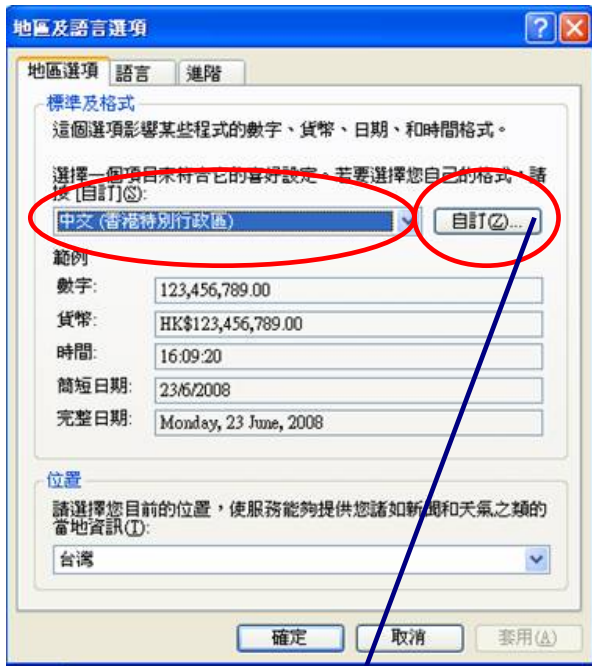 地區及語言選項
地區選項 語言 進階
標準及格式
這個選項影響某些程式的數字、貨幣、日期、和時間格式。
選擇一個項目來符合它的喜好設定。若要選擇您自己的格式，請
按 [自訂](S):
中文 (香港特別行政區) 自訂(Z)...
範例
數字: 123,456,789.00
貨幣: HK$123,456,789.00
時間: 16:09:20
簡短日期: 23/6/2008
完整日期: Monday, 23 June, 2008
位置
請選擇您目前的位置，使服務能夠提供您諸如新聞和天氣之類的
當地資訊(T):
台灣
確定 取消 套用(A)